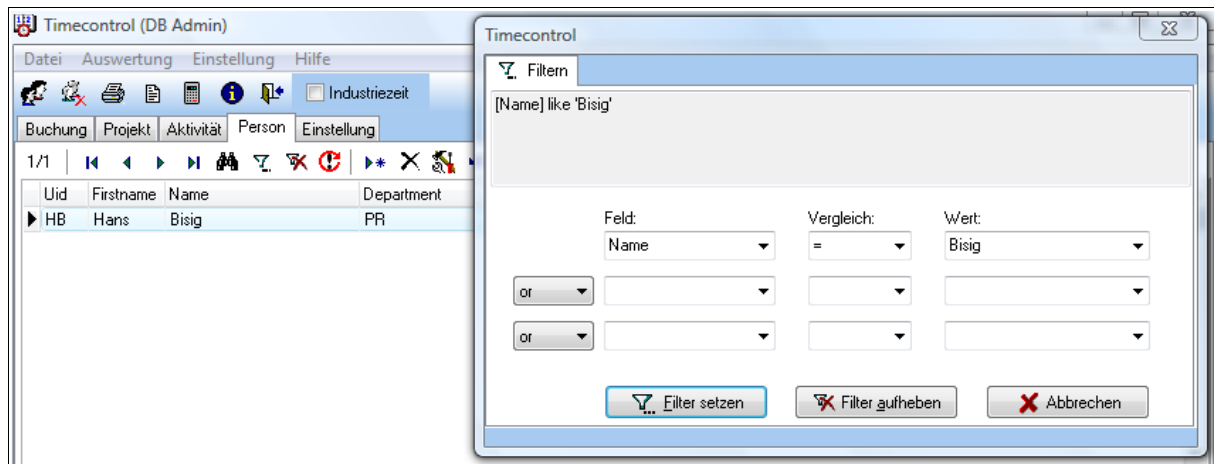 Timecontrol (DB Admin)
Datei Auswertung Einstellung Hilfe
Industriezeit
Buchung Projekt Aktivität Person Einstellung
1/1
Uid Firstname Name Department
HB Hans Bisig PR
Timecontrol
Filtern
[Name] like 'Bisig'
Feld: Vergleich: Wert:
Name = Bisig
or
or
Filter setzen Filter aufheben Abbrechen